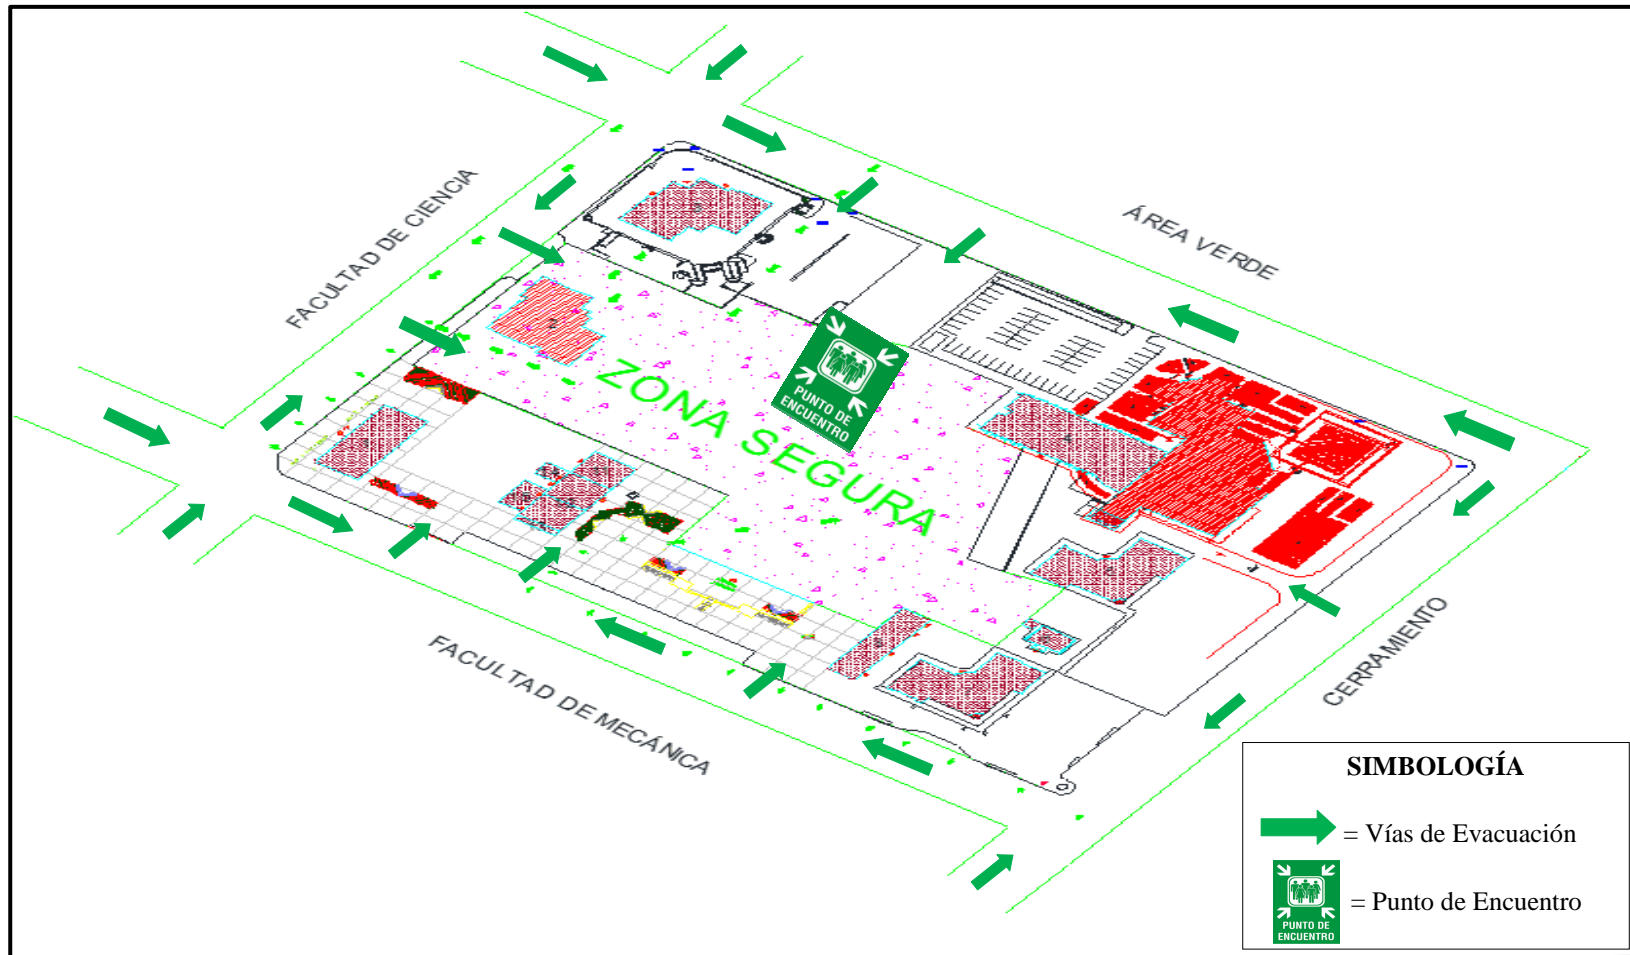 FACULTAD DE CIENCIA
ÁREA VERDE
2
PUNTO DE
ENCUENTRO
ZONA SEGURA
FACULTAD DE MECÁNICA
CERRAMIENTO
SIMBOLOGÍA
= Vías de Evacuación
PUNTO DE
ENCUENTRO
= Punto de Encuentro